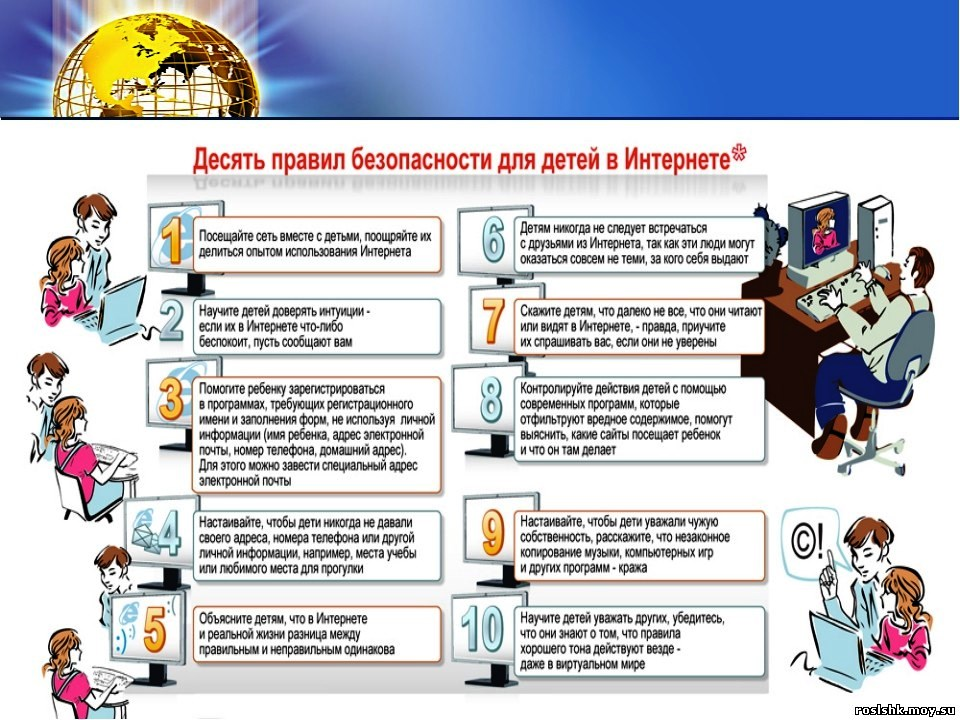 Десять правил безопасности для детей в Интернете*
1
Посещайте сеть вместе с детьми, поощряйте их
делиться опытом использования Интернета
2
Научите детей доверять интуиции -
если их в Интернете что-либо
беспокоит, пусть сообщают вам
3
Помогите ребенку зарегистрироваться
в программах, требующих регистрационного
имени и заполнения форм, не используя личной
информации (имя ребенка, адрес электронной
почты, номер телефона, домашний адрес).
Для этого можно завести специальный адрес
электронной почты
4
Настаивайте, чтобы дети никогда не давали
своего адреса, номера телефона или другой
личной информации, например, места учебы
или любимого места для прогулки
5
Объясните детям, что в Интернете
и реальной жизни разница между
правильным и неправильным одинакова
6
Детям никогда не следует встречаться
с друзьями из Интернета, так как эти люди могут
оказаться совсем не теми, за кого себя выдают
7
Скажите детям, что далеко не все, что они читают
или видят в Интернете, - правда, приучите
их спрашивать вас, если они не уверены
8
Контролируйте действия детей с помощью
современных программ, которые
отфильтруют вредное содержимое, помогут
выяснить, какие сайты посещает ребенок
и что он там делает
9
Настаивайте, чтобы дети уважали чужую
собственность, расскажите, что незаконное
копирование музыки, компьютерных игр
и других программ - кража
10
Научите детей уважать других, убедитесь,
что они знают о том, что правила
хорошего тона действуют везде -
даже в виртуальном мире
©!
roslshk.moy.su